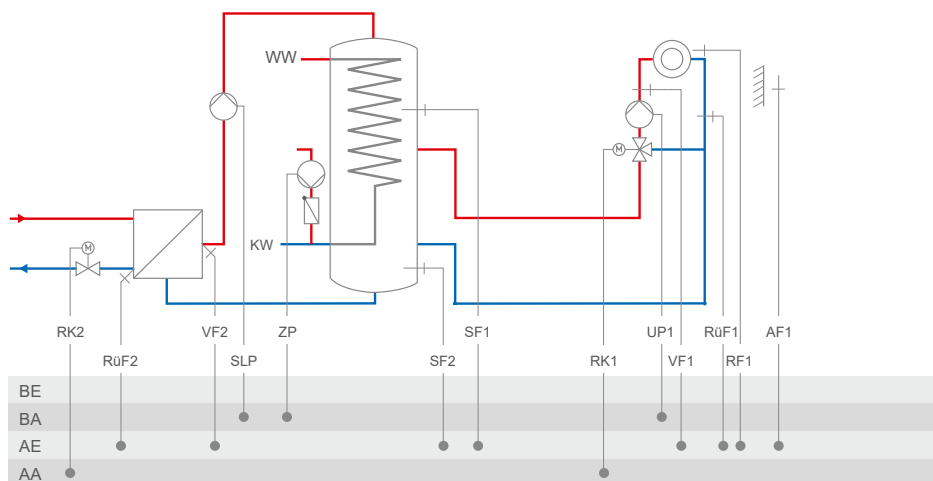 WW
M
KW
M
RK2 VF2 ZP SF1 UP1 RüF1 AF1
RüF2 SLP SF2 RK1 VF1 RF1
BE
BA
AE
AA